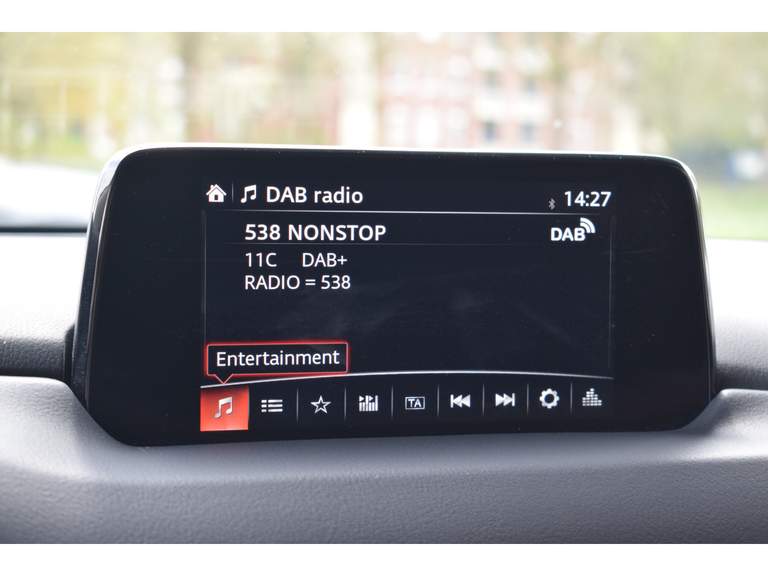 DAB radio 14:27
538 NONSTOP DAB
11C DAB+
RADIO = 538
Entertainment
TA